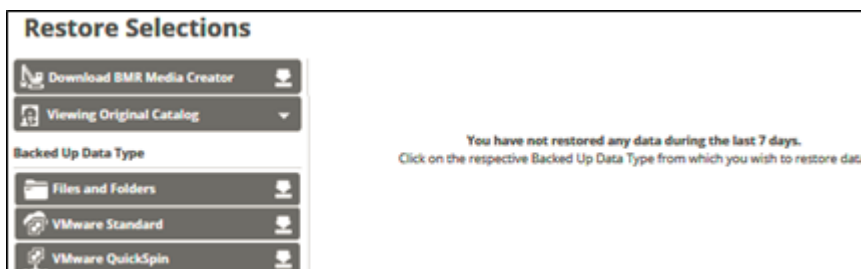 Restore Selections
Download BMR Media Creator
Viewing Original Catalog
Backed Up Data Type
Files and Folders
VMware Standard
VMware QuickSpin
You have not restored any data during the last 7 days.
Click on the respective Backed Up Data Type from which you wish to restore data